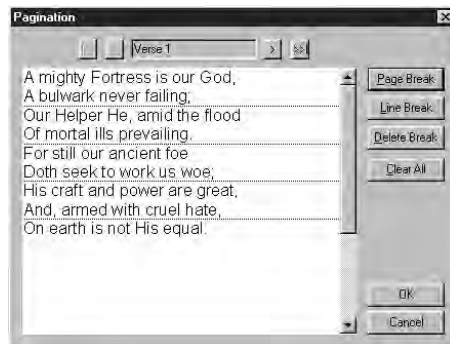 Pagination
Verse 1 > >>
A mighty Fortress is our God,
A bulwark never failing;
Our Helper He, amid the flood
Of mortal ills prevailing.
For still our ancient foe
Doth seek to work us woe;
His craft and power are great,
And, armed with cruel hate,
On earth is not His equal.
Page Break
Line Break
Delete Break
Clear All
OK
Cancel